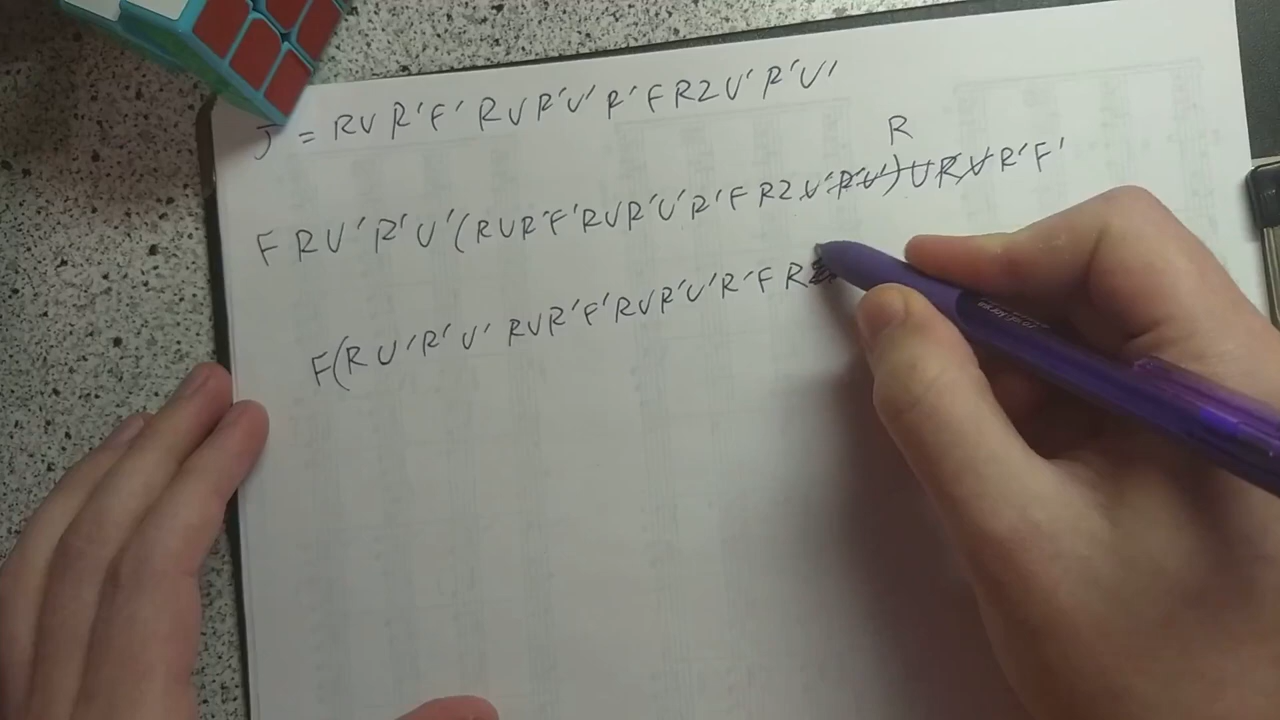 J = R U R' F' R U R' U' R' F R2 U' R' U'
R
F R U' R' U' (R U R' F' R U R' U' R' F R2 U' R' U') U R U R' F'
F(R U' R' U' R U R' F' R U R' U' R' F R